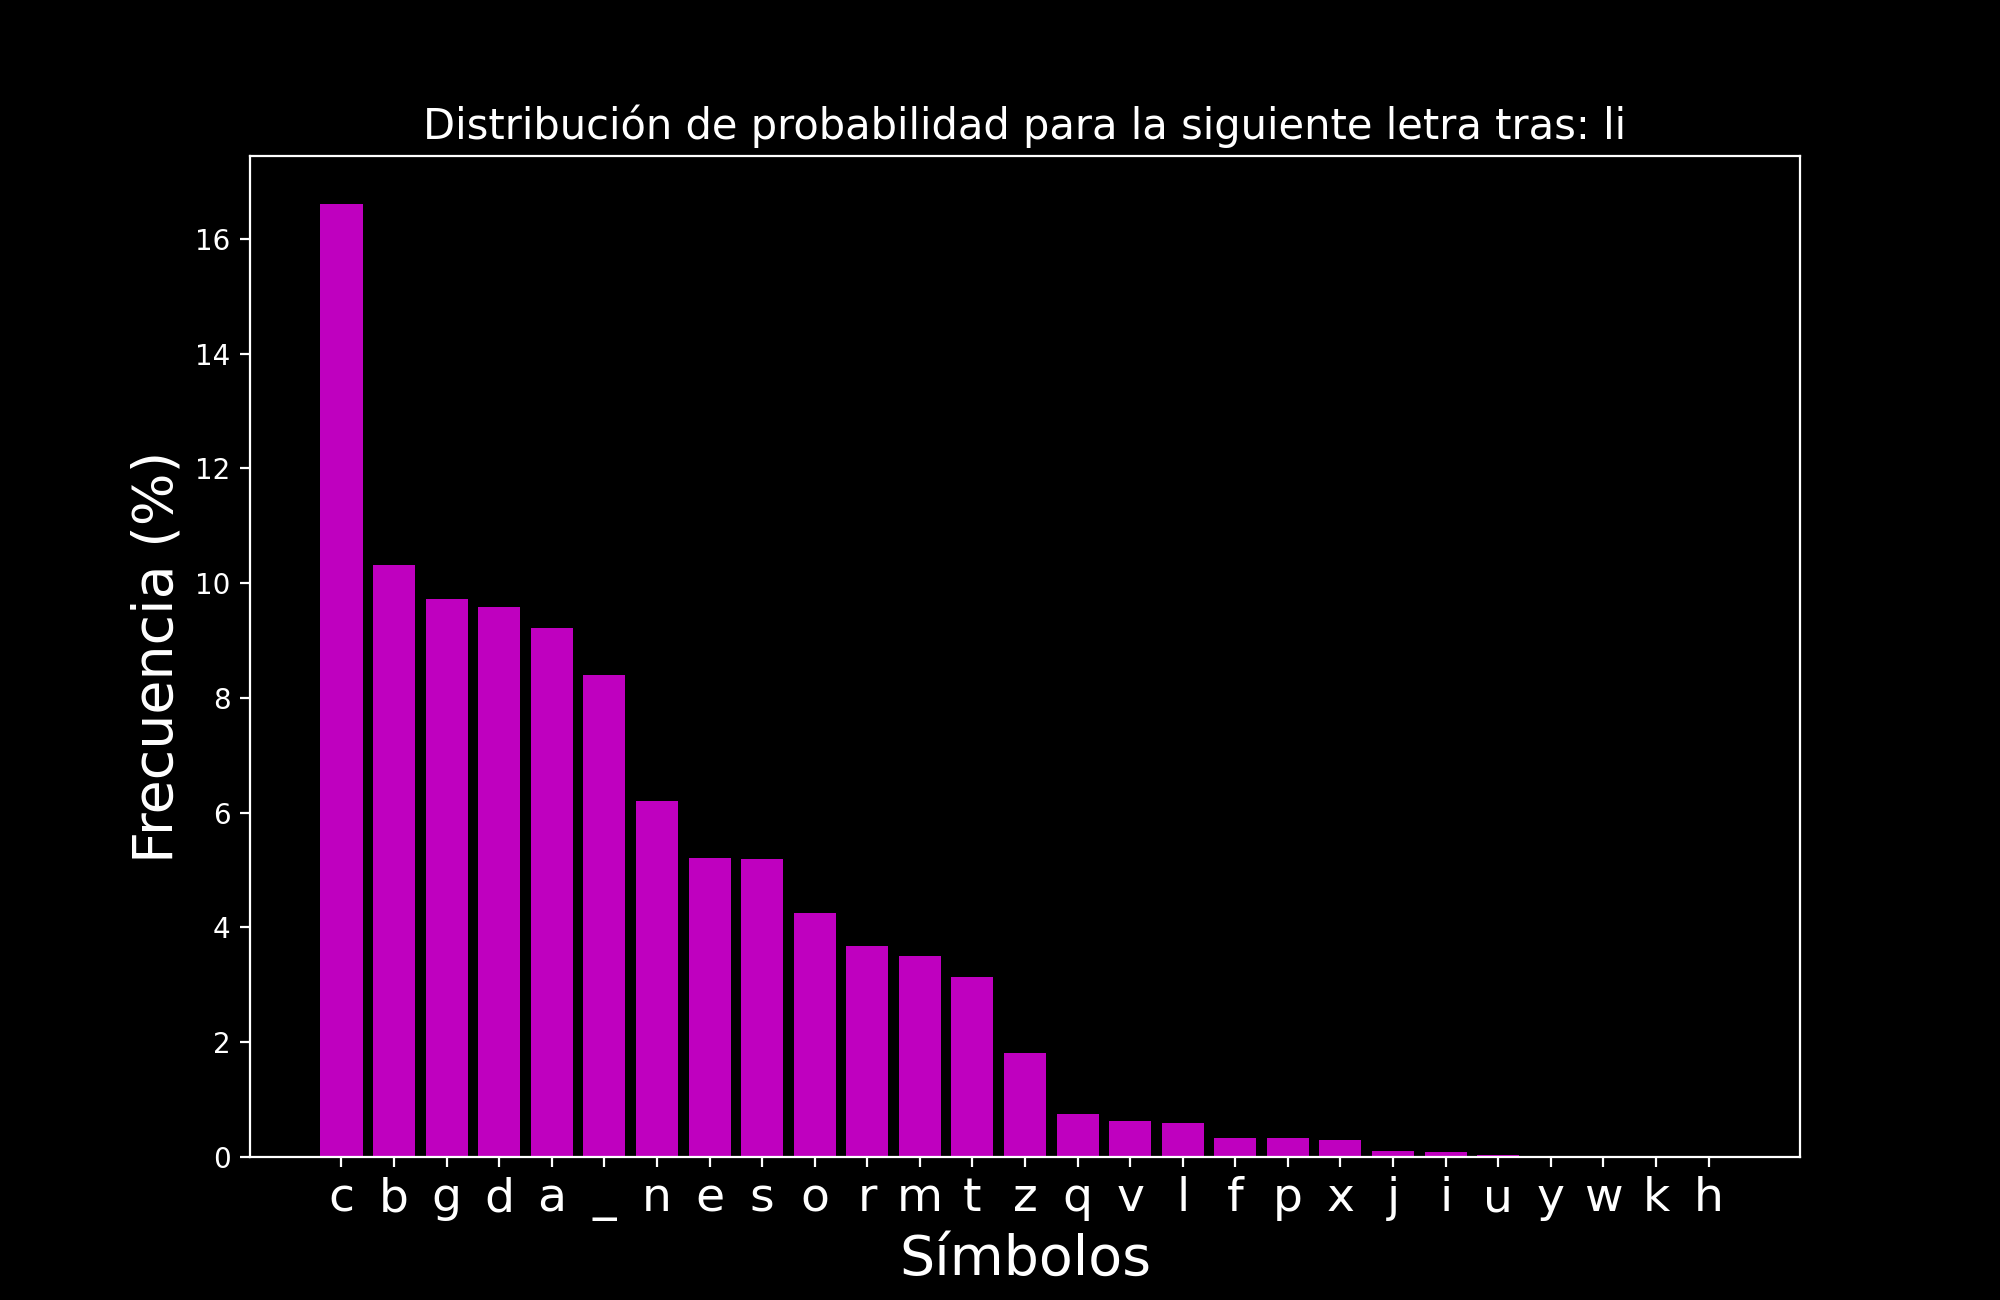 Distribución de probabilidad para la siguiente letra tras: li
Frecuencia (%)
16
14
12
10
8
6
4
2
0
c b g d a _ n e s o r m t z q v l f p x j i u y w k h
Símbolos